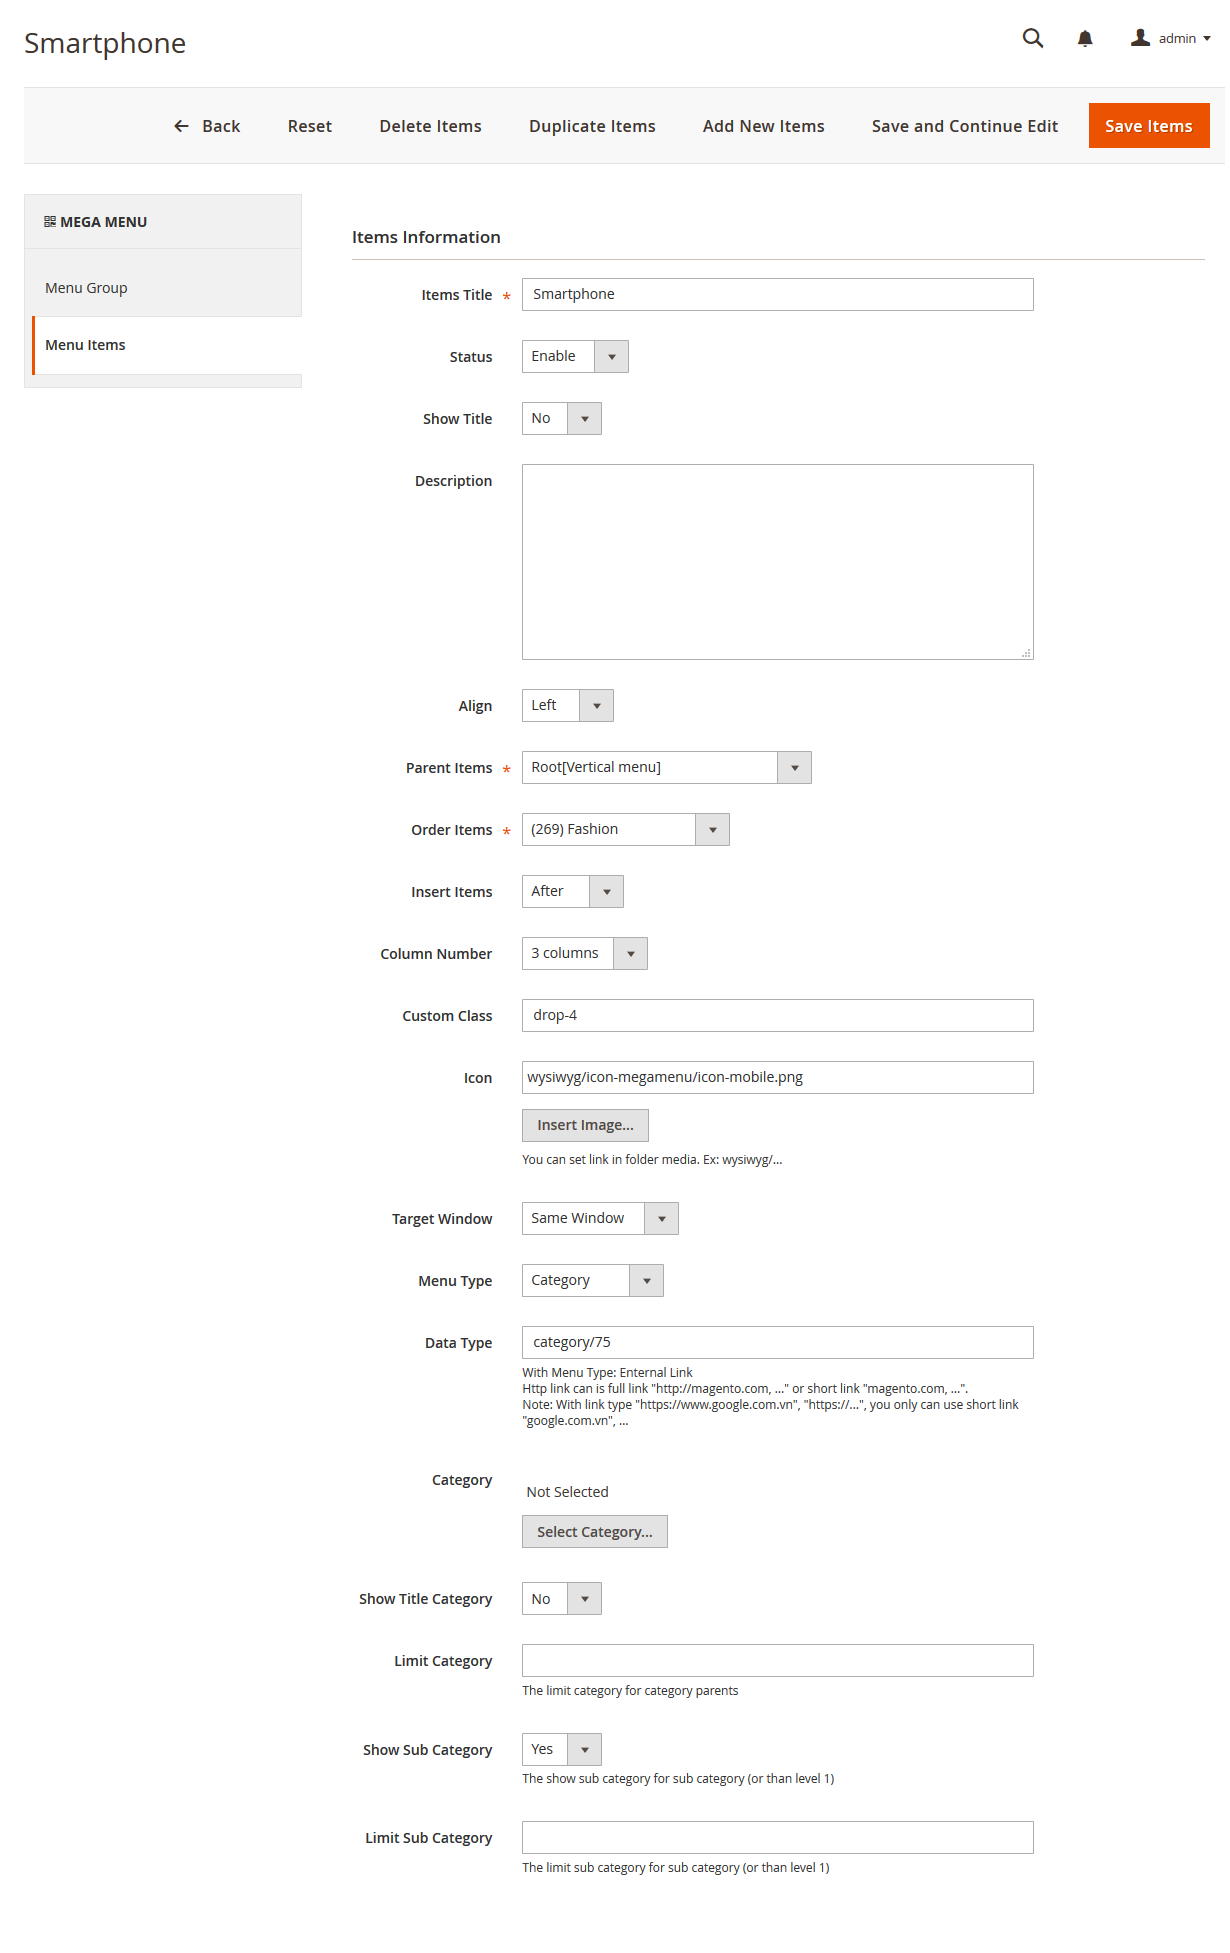 Smartphone
admin
Back
Reset
Delete Items
Duplicate Items
Add New Items
Save and Continue Edit
Save Items
MEGA MENU
Menu Group
Menu Items
Items Information
Items Title * Smartphone
Status Enable
Show Title No
Description
Align Left
Parent Items * Root[Vertical menu]
Order Items * (269) Fashion
Insert Items After
Column Number 3 columns
Custom Class drop-4
Icon wysiwyg/icon-megamenu/icon-mobile.png
Insert Image...
You can set link in folder media. Ex: wysiwyg/...
Target Window Same Window
Menu Type Category
Data Type category/75
With Menu Type: Enternal Link
Http link can is full link "http://magento.com, ..." or short link "magento.com, ...".
Note: With link type "https://www.google.com.vn", "https://...", you only can use short link
"google.com.vn", ...
Category
Not Selected
Select Category...
Show Title Category No
Limit Category
The limit category for category parents
Show Sub Category Yes
The show sub category for sub category (or than level 1)
Limit Sub Category
The limit sub category for sub category (or than level 1)